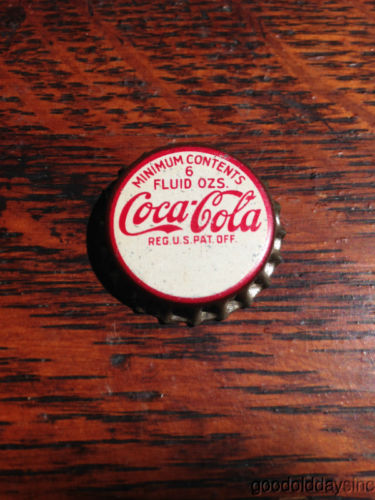 MINIMUM CONTENTS
6
FLUID OZS.
Coca-Cola
REG. U.S. PAT. OFF.
goodolddaysinc